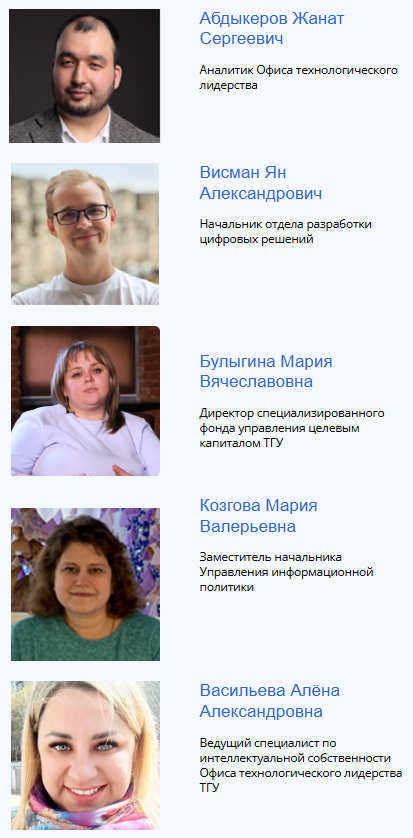 Абдыкеров Жанат
Сергеевич
Аналитик Офиса технологического
лидерства
Висман Ян
Александрович
Начальник отдела разработки
цифровых решений
Булыгина Мария
Вячеславовна
Директор специализированного
фонда управления целевым
капиталом ТГУ
Козгова Мария
Валерьевна
Заместитель начальника
Управления информационной
политики
Васильева Алёна
Александровна
Ведущий специалист по
интеллектуальной собственности
Офиса технологического лидерства
ТГУ